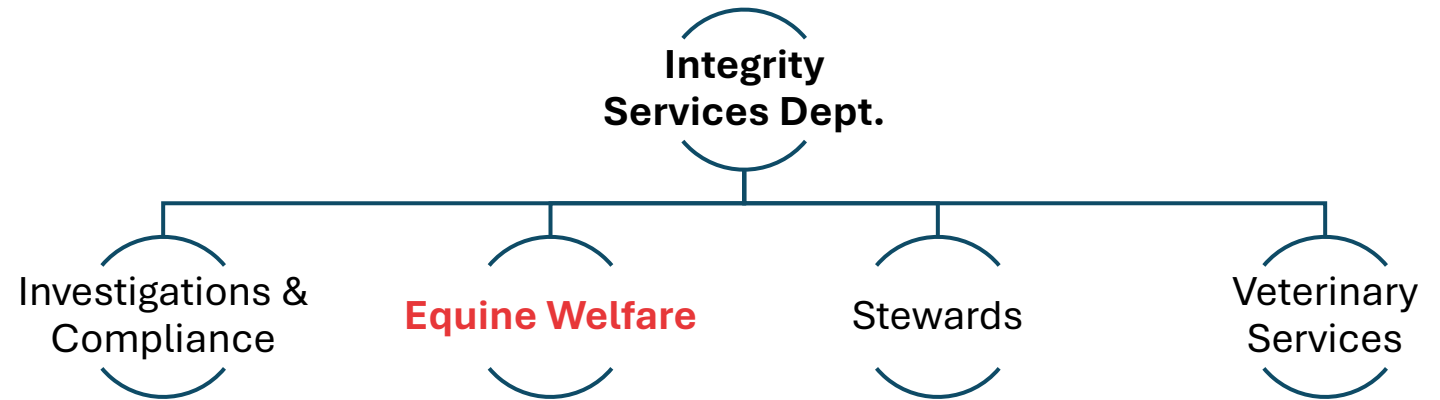 Integrity
Services Dept.
Investigations &
Compliance
Equine Welfare
Stewards
Veterinary
Services